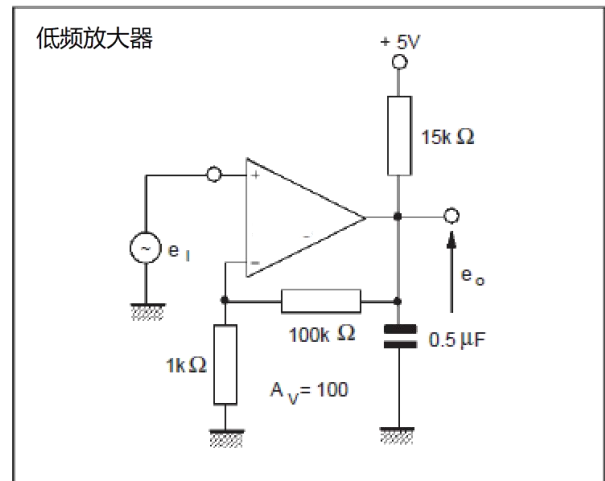 低频放大器
+ 5V
15k Ω
+
-
~
e I
−
e o
100k Ω
0.5 µF
1k Ω
A V = 100